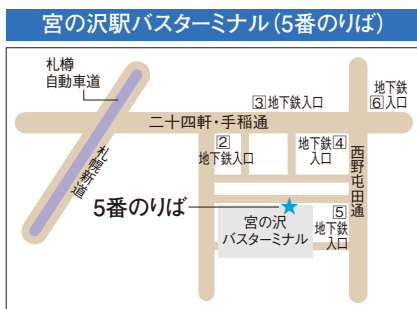 宮の沢駅バスターミナル（5番のりば）
札樽
自動車道
3地下鉄入口
地下鉄
6入口
二十四軒・手稲通
2
地下鉄入口
地下鉄4
入口
札幌新道
西野屯田通
5番のりば
宮の沢
バスターミナル
5
地下鉄
入口